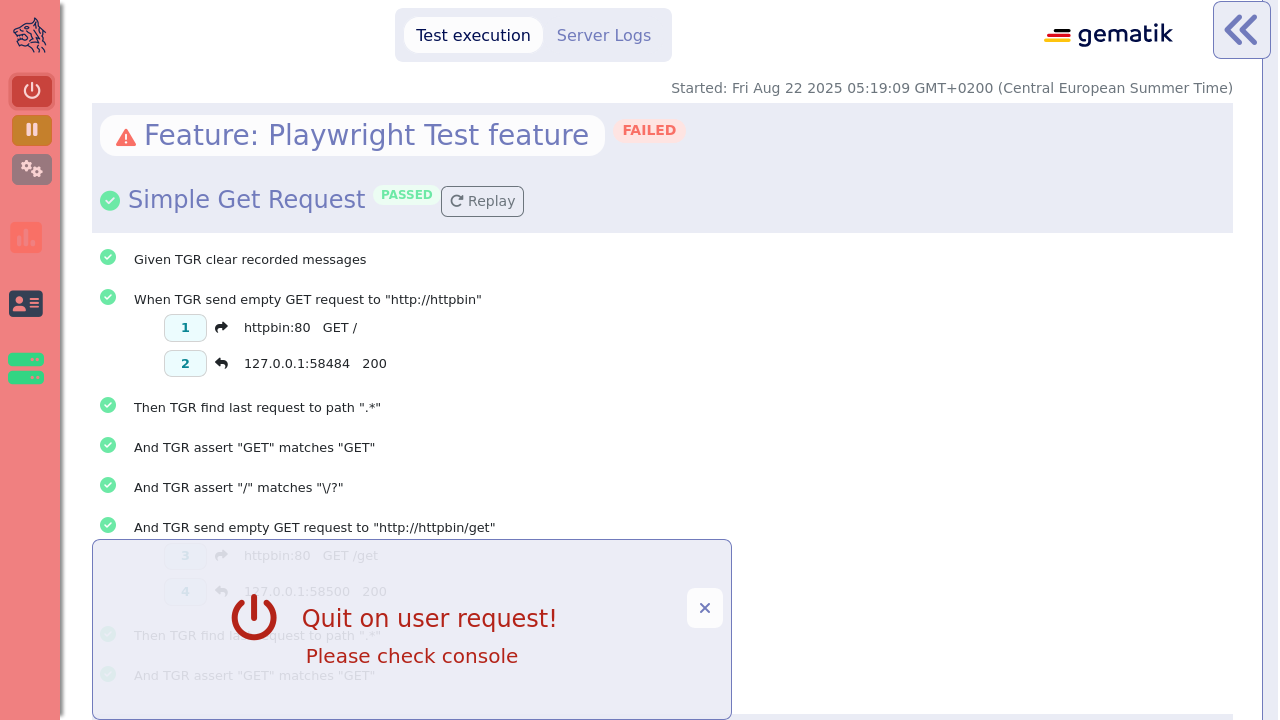 Test execution
Server Logs
gematik
Started: Fri Aug 22 2025 05:19:09 GMT+0200 (Central European Summer Time)
Feature: Playwright Test feature FAILED
Simple Get Request PASSED Replay
Given TGR clear recorded messages
When TGR send empty GET request to "http://httpbin"
1 httpbin:80 GET /
2 127.0.0.1:58484 200
Then TGR find last request to path ".*"
And TGR assert "GET" matches "GET"
And TGR assert "/" matches "\/?"
And TGR send empty GET request to "http://httpbin/get"
3 httpbin:80 GET /get
4 127.0.0.1:58500 200
Quit on user request!
Then TGR find last request to path ".*"
Please check console
And TGR assert "GET" matches "GET"